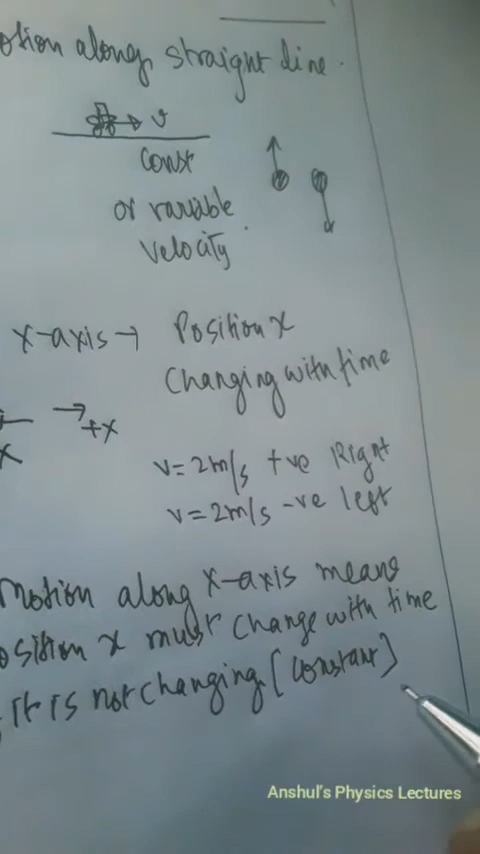 otion along straight line.
→ v
Const
or variable
velocity.
x-axis → Position x
Changing with time
→ +x
x
v=2m/s +ve Right
v=2m/s -ve left
Motion along x-axis means
osition x must change with time
It is not changing. [Constant]
Anshul's Physics Lectures